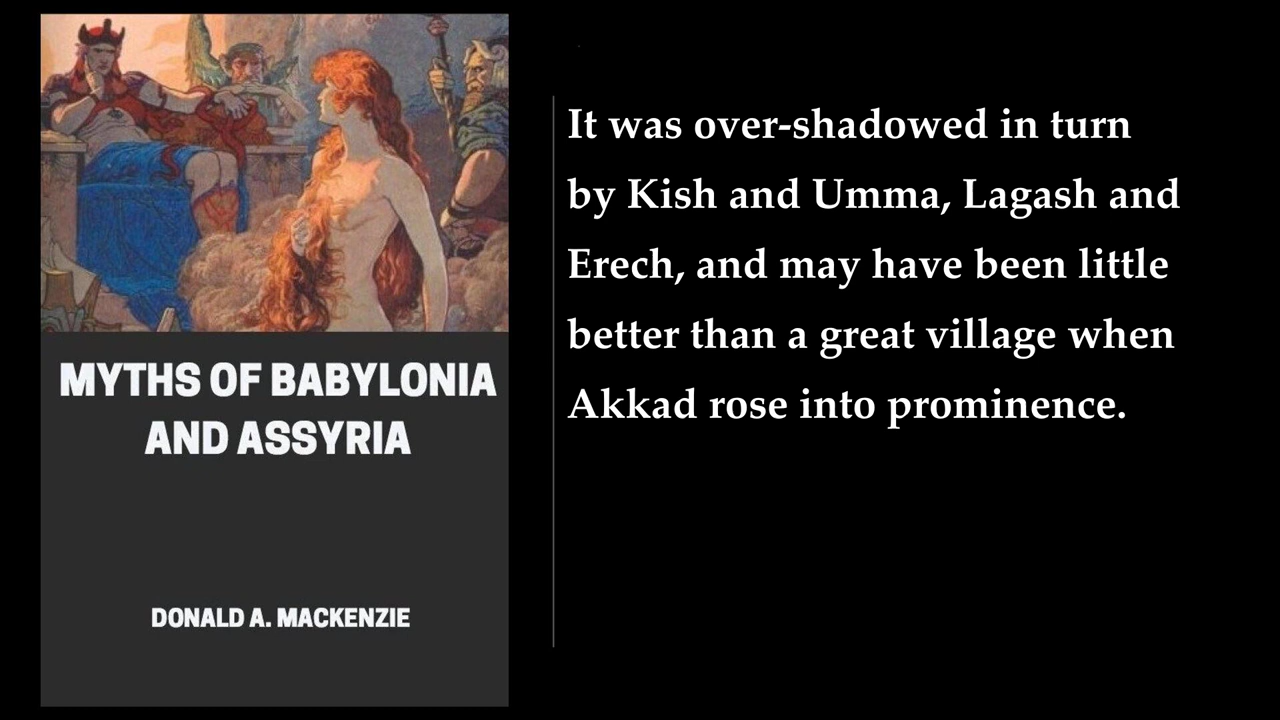 MYTHS OF BABYLONIA
AND ASSYRIA
DONALD A. MACKENZIE
It was over-shadowed in turn
by Kish and Umma, Lagash and
Erech, and may have been little
better than a great village when
Akkad rose into prominence.